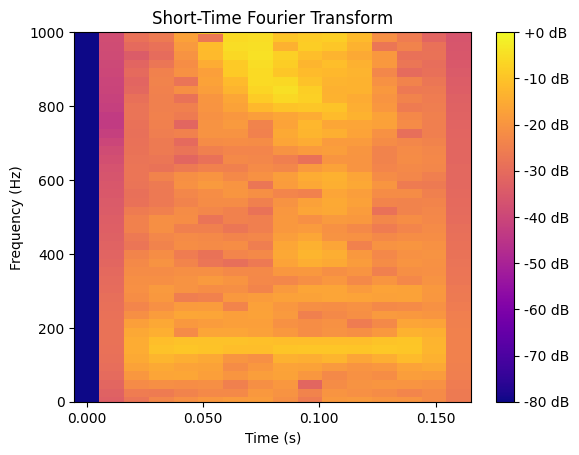 Short-Time Fourier Transform
1000
800
600
400
200
0
Frequency (Hz)
0.000
0.050
0.100
0.150
Time (s)
+0 dB
-10 dB
-20 dB
-30 dB
-40 dB
-50 dB
-60 dB
-70 dB
-80 dB